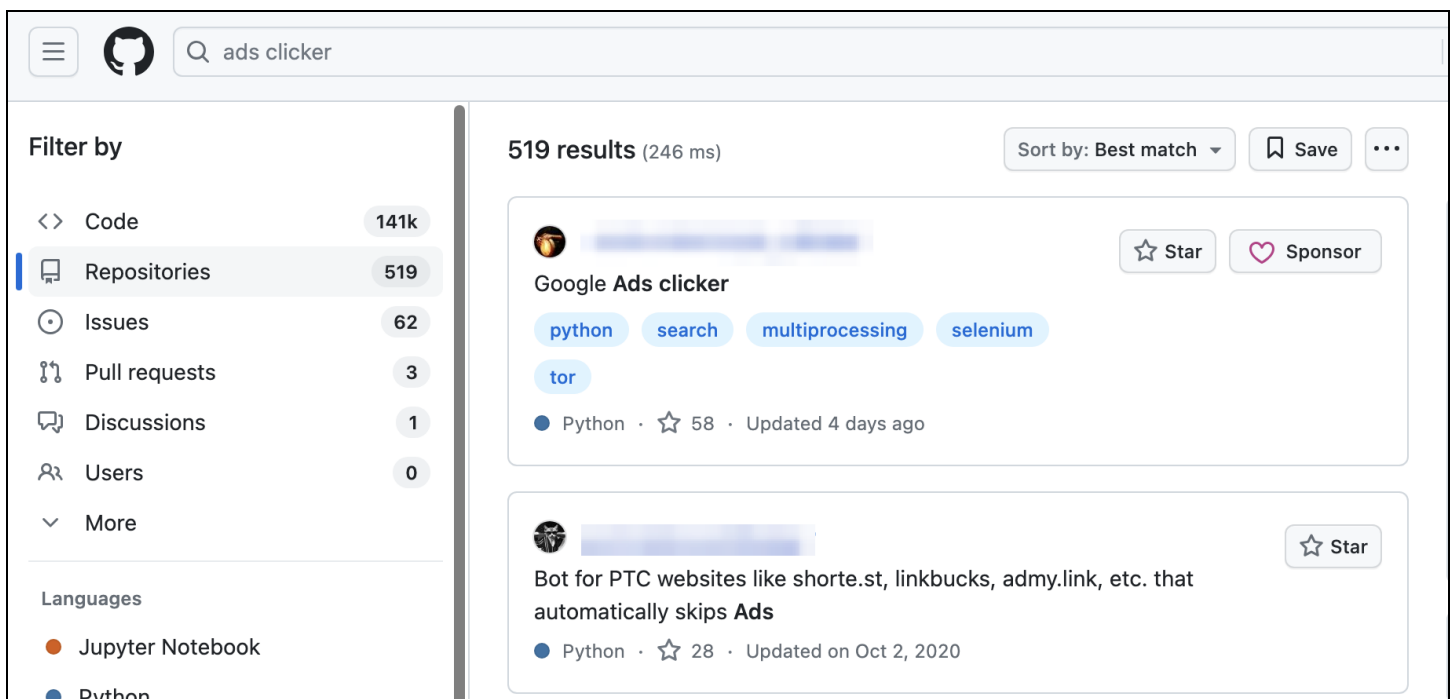 ads clicker
Filter by
Code 141k
Repositories 519
Issues 62
Pull requests 3
Discussions 1
Users 0
More
Languages
Jupyter Notebook
Python
519 results (246 ms)
Sort by: Best match
Save
Star
Sponsor
Google Ads clicker
python search multiprocessing selenium
tor
Python · 58 · Updated 4 days ago
Star
Bot for PTC websites like shorte.st, linkbucks, admy.link, etc. that
automatically skips Ads
Python · 28 · Updated on Oct 2, 2020